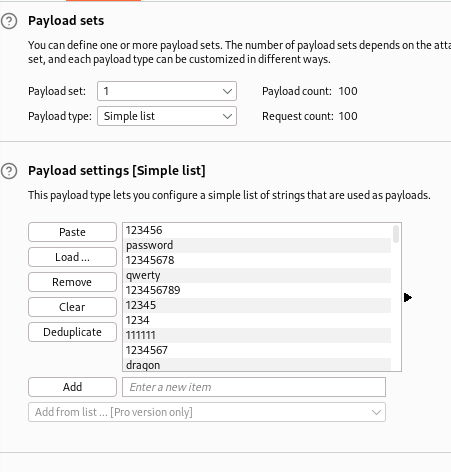 Payload sets
You can define one or more payload sets. The number of payload sets depends on the atta
set, and each payload type can be customized in different ways.
Payload set: 1 Payload count: 100
Payload type: Simple list Request count: 100
Payload settings [Simple list]
This payload type lets you configure a simple list of strings that are used as payloads.
Paste
Load ...
Remove
Clear
Deduplicate
123456
password
12345678
qwerty
123456789
12345
1234
111111
1234567
dragon
Add Enter a new item
Add from list ... [Pro version only]